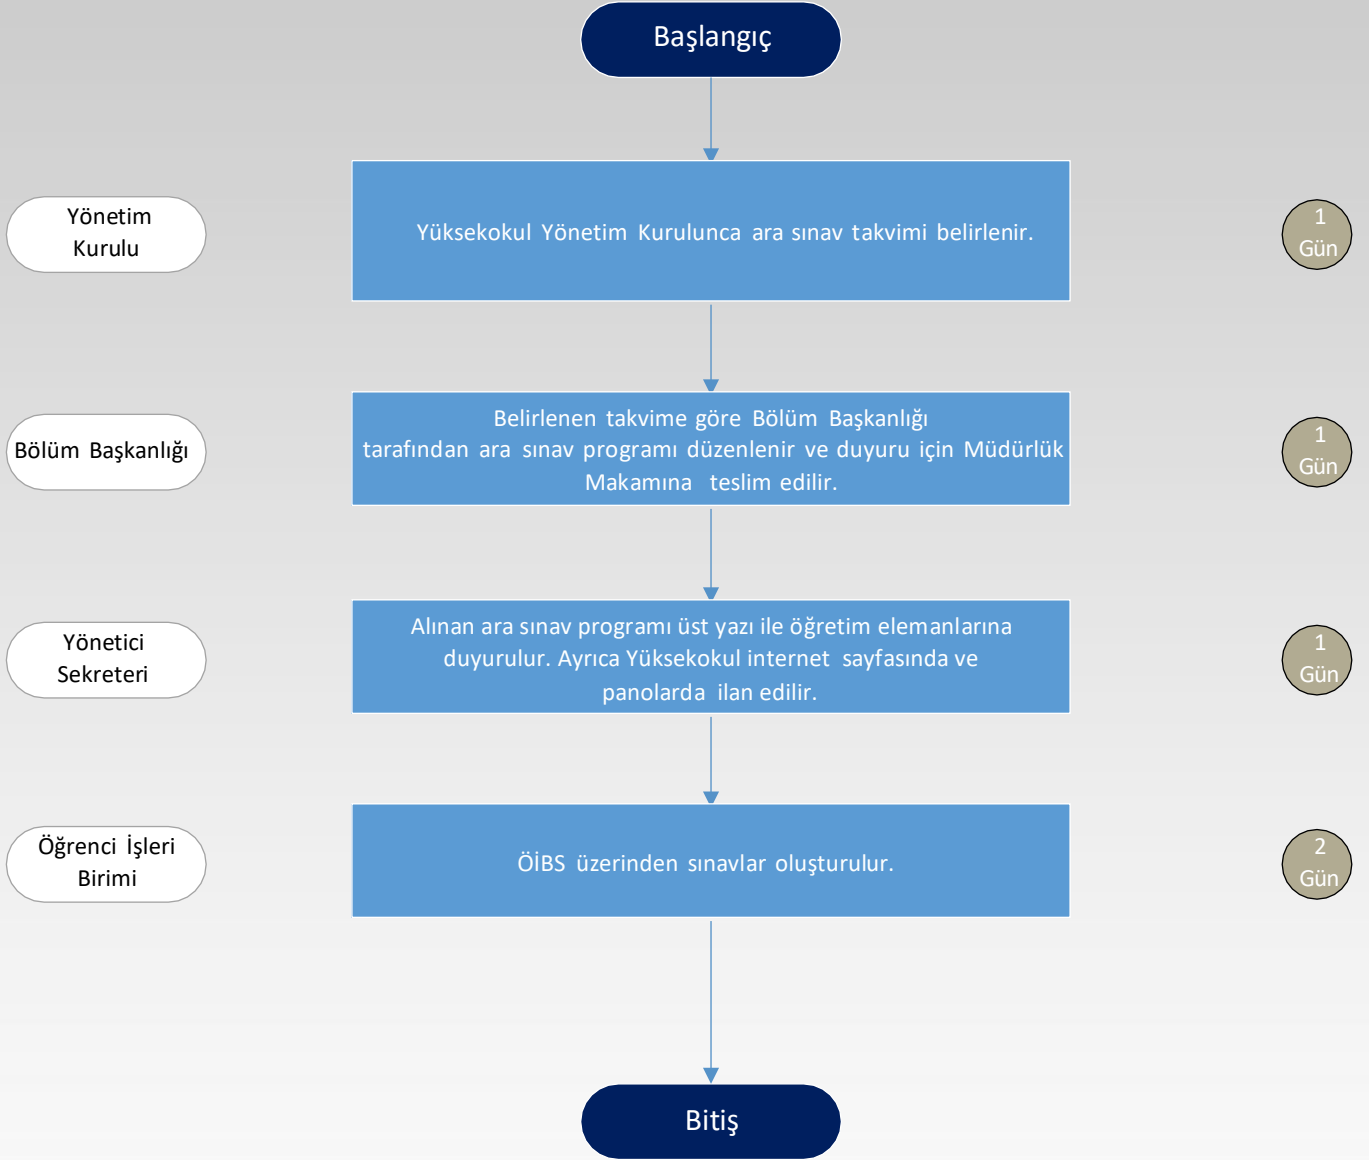 Başlangıç
Yönetim
Kurulu
Yüksekokul Yönetim Kurulunca ara sınav takvimi belirlenir.
1
Gün
Bölüm Başkanlığı
Belirlenen takvime göre Bölüm Başkanlığı
tarafından ara sınav programı düzenlenir ve duyuru için Müdürlük
Makamına teslim edilir.
1
Gün
Yönetici
Sekreteri
Alınan ara sınav programı üst yazı ile öğretim elemanlarına
duyurulur. Ayrıca Yüksekokul internet sayfasında ve
panolarda ilan edilir.
1
Gün
Öğrenci İşleri
Birimi
ÖİBS üzerinden sınavlar oluşturulur.
2
Gün
Bitiş